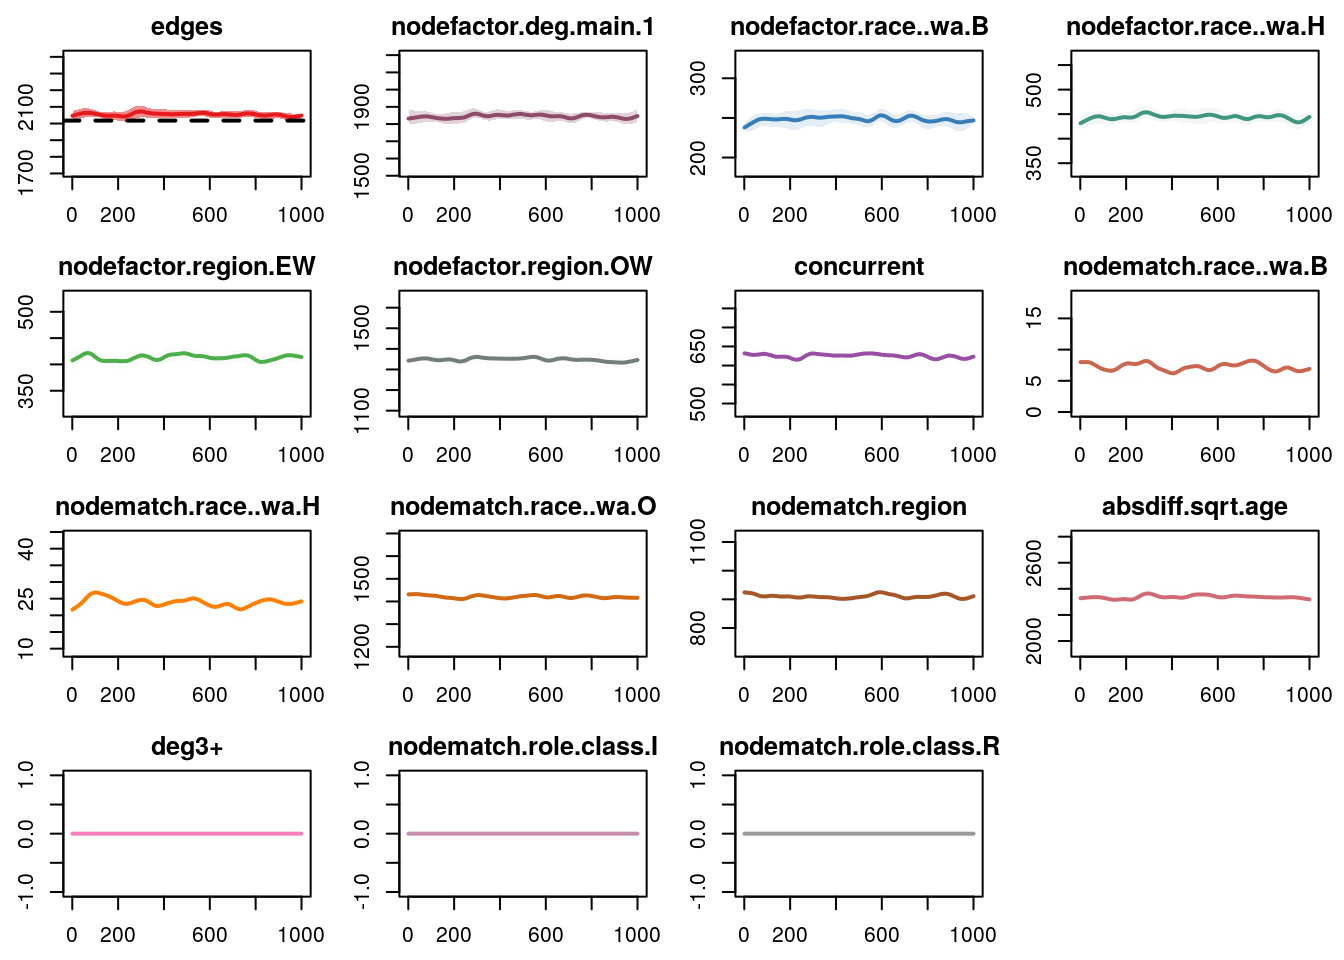 edges
nodefactor.deg.main.1
nodefactor.race..wa.B
nodefactor.race..wa.H
1700 2100
0 200 600 1000
1500 1900
0 200 600 1000
200 300
0 200 600 1000
350 500
0 200 600 1000
nodefactor.region.EW
nodefactor.region.OW
concurrent
nodematch.race..wa.B
350 500
0 200 600 1000
1100 1500
0 200 600 1000
500 650
0 200 600 1000
0 5 15
0 200 600 1000
nodematch.race..wa.H
nodematch.race..wa.O
nodematch.region
absdiff.sqrt.age
10 25 40
0 200 600 1000
1200 1500
0 200 600 1000
800 1100
0 200 600 1000
2000 2600
0 200 600 1000
deg3+
nodematch.role.class.I
nodematch.role.class.R
-1.0 0.0 1.0
0 200 600 1000
-1.0 0.0 1.0
0 200 600 1000
-1.0 0.0 1.0
0 200 600 1000